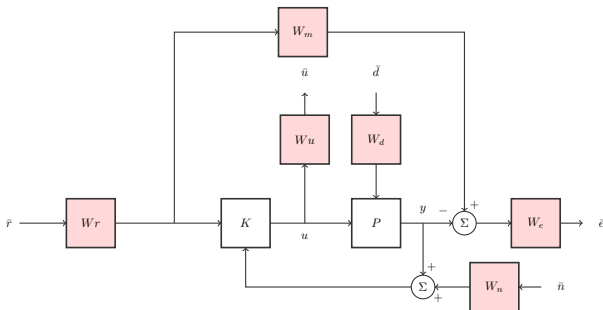 W_m
ū
d̄
Wu
W_d
r̄
Wr
K
u
P
y
−
+
Σ
W_e
ẽ
+
Σ
+
W_n
n̄